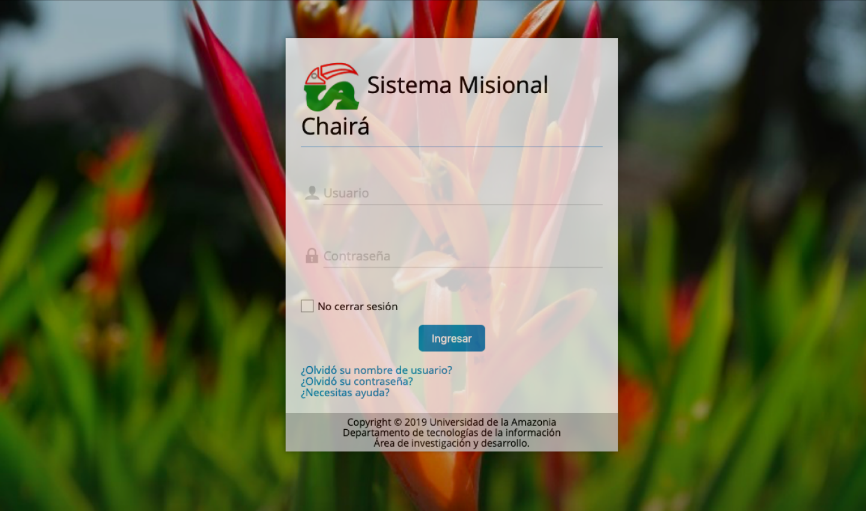 Sistema Misional
Chairá
Usuario
Contraseña
No cerrar sesión
Ingresar
¿Olvidó su nombre de usuario?
¿Olvidó su contraseña?
¿Necesitas ayuda?
Copyright © 2019 Universidad de la Amazonia
Departamento de tecnologías de la información
Área de investigación y desarrollo.